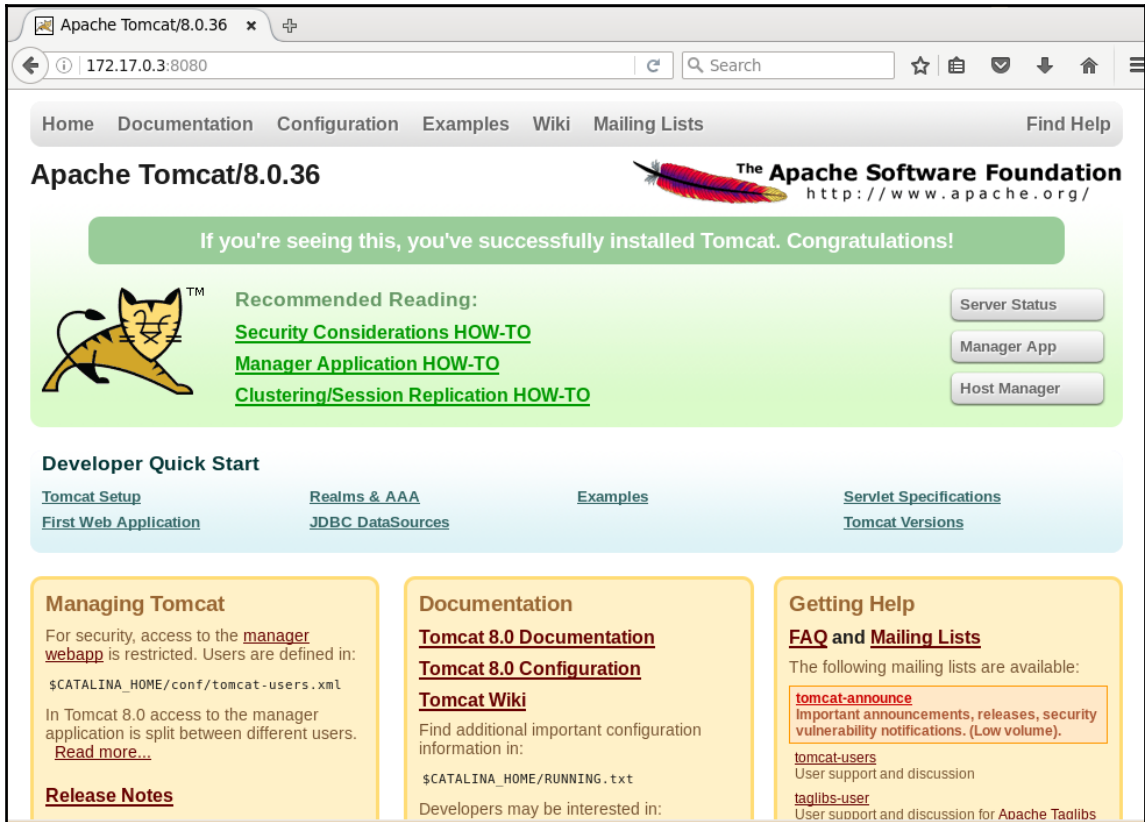 Apache Tomcat/8.0.36
172.17.0.3:8080
Search
Home Documentation Configuration Examples Wiki Mailing Lists Find Help
Apache Tomcat/8.0.36
The Apache Software Foundation
http://www.apache.org/
If you're seeing this, you've successfully installed Tomcat. Congratulations!
TM
Recommended Reading:
Security Considerations HOW-TO
Manager Application HOW-TO
Clustering/Session Replication HOW-TO
Server Status
Manager App
Host Manager
Developer Quick Start
Tomcat Setup
First Web Application
Realms & AAA
JDBC DataSources
Examples
Servlet Specifications
Tomcat Versions
Managing Tomcat
For security, access to the manager
webapp is restricted. Users are defined in:
$CATALINA_HOME/conf/tomcat-users.xml
In Tomcat 8.0 access to the manager
application is split between different users.
Read more...
Release Notes
Documentation
Tomcat 8.0 Documentation
Tomcat 8.0 Configuration
Tomcat Wiki
Find additional important configuration
information in:
$CATALINA_HOME/RUNNING.txt
Developers may be interested in:
Getting Help
FAQ and Mailing Lists
The following mailing lists are available:
tomcat-announce
Important announcements, releases, security
vulnerability notifications. (Low volume).
tomcat-users
User support and discussion
taglibs-user
User support and discussion for Apache Taglibs